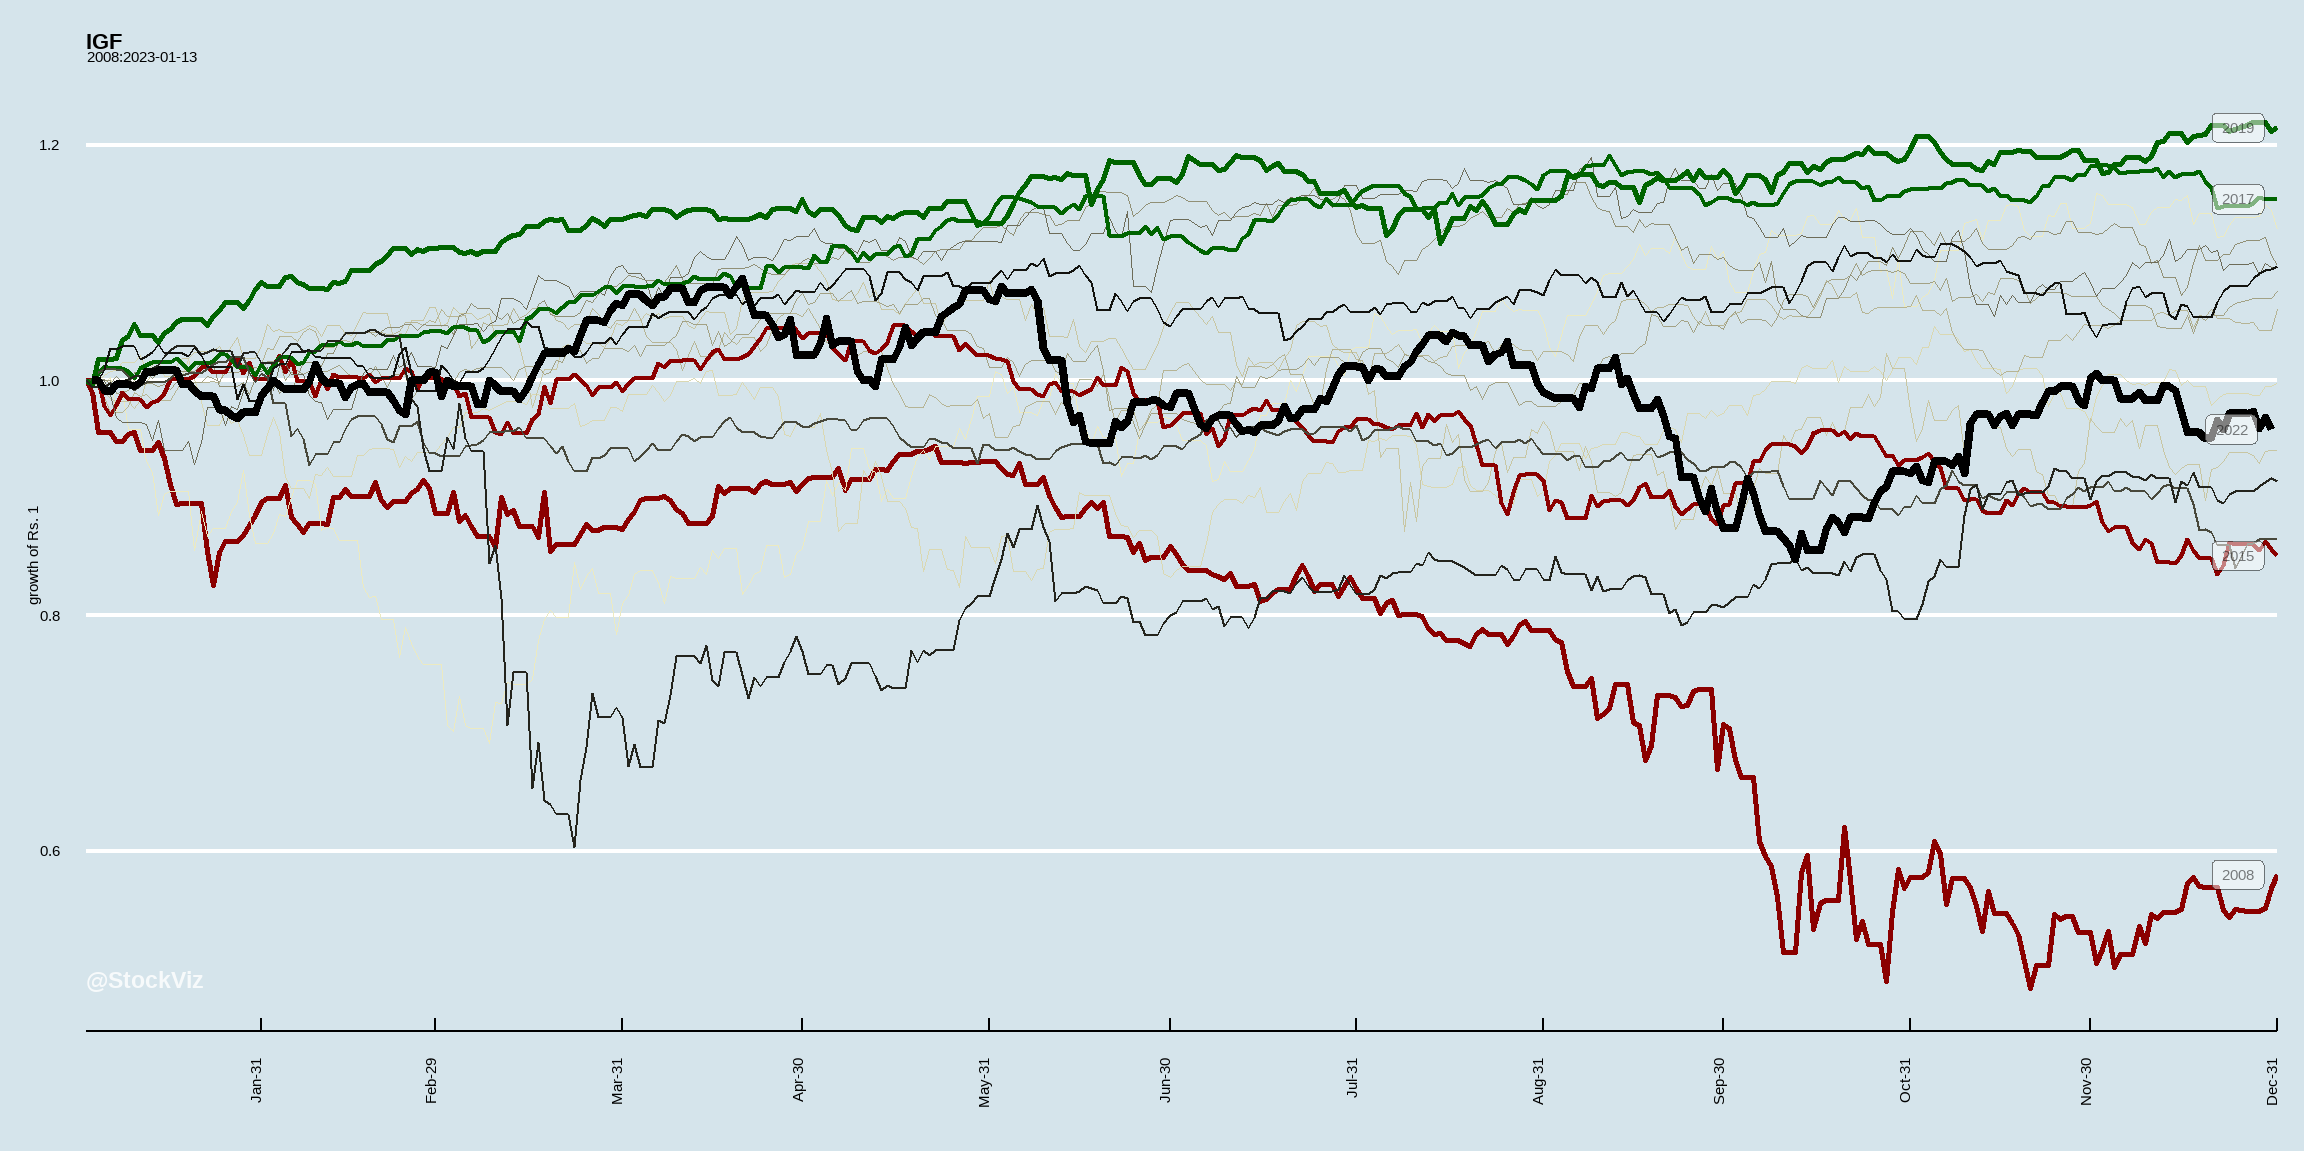 IGF
2008:2023-01-13
growth of Rs. 1
1.2
1.0
0.8
0.6
2019
2017
2022
2015
2008
@StockViz
Jan-31
Feb-29
Mar-31
Apr-30
May-31
Jun-30
Jul-31
Aug-31
Sep-30
Oct-31
Nov-30
Dec-31